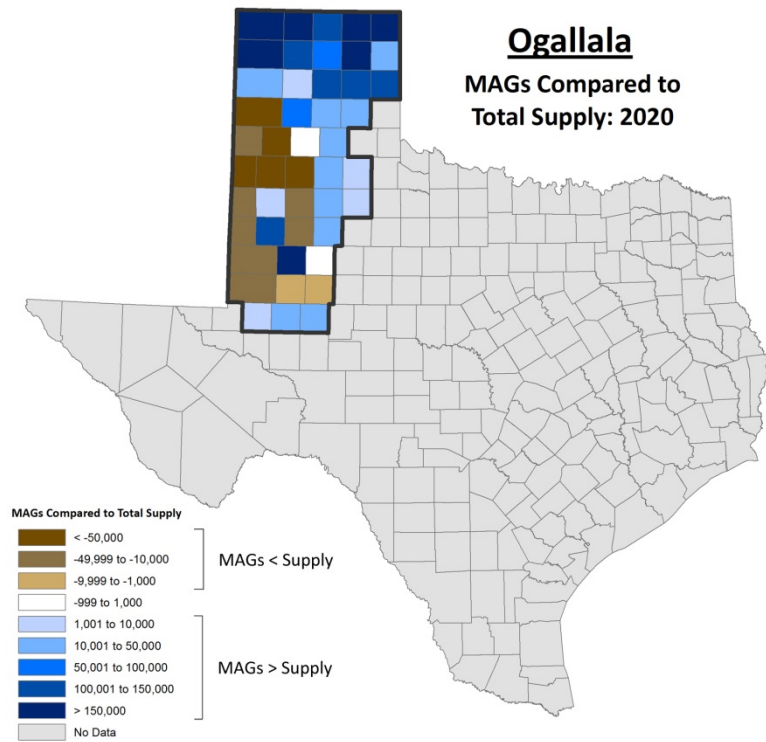 Ogallala
MAGs Compared to
Total Supply: 2020
MAGs Compared to Total Supply
< -50,000
-49,999 to -10,000
-9,999 to -1,000
-999 to 1,000
1,001 to 10,000
10,001 to 50,000
50,001 to 100,000
100,001 to 150,000
> 150,000
No Data
MAGs < Supply
MAGs > Supply